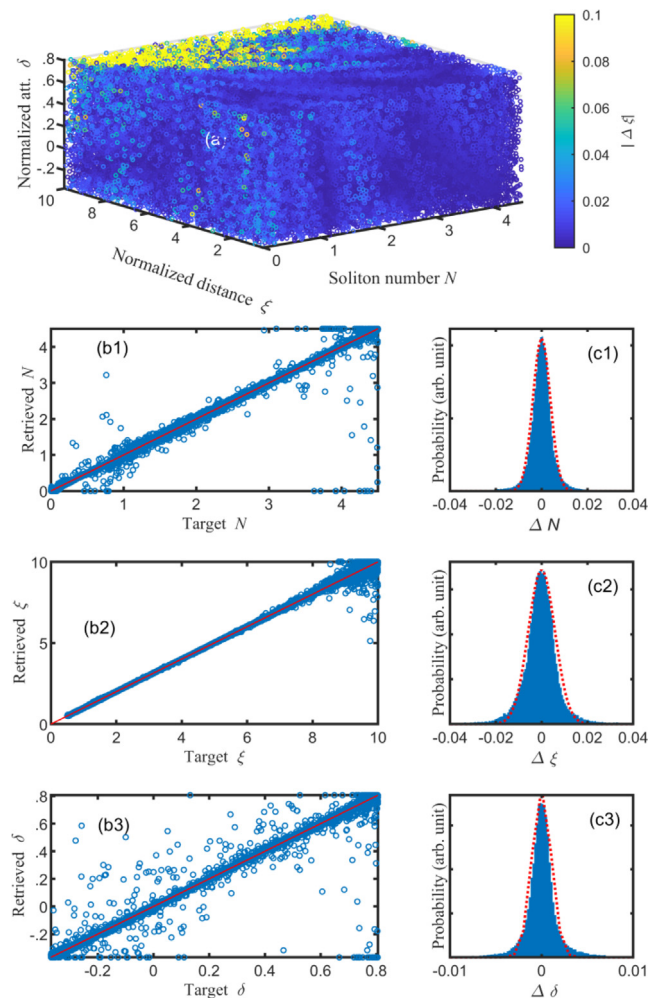 0.1
.8
0.08
Normalized att. δ
.6
.4
0.06
.2
(a)
| Δ ξ|
0
0.04
-.2
10
4
0.02
8
3
6
2
4
1
0
2
0
Normalized distance ξ
Soliton number N
4
(b1)
(c1)
3
Retrieved N
Probability (arb. unit)
2
1
0
0 1 2 3 4
-0.04 -0.02 0 0.02 0.04
Target N
Δ N
10
(b2)
(c2)
Retrieved ξ
Probability (arb. unit)
5
0
0 2 4 6 8 10
-0.04 -0.02 0 0.02 0.04
Target ξ
Δ ξ
.8
(b3)
(c3)
.6
Retrieved δ
Probability (arb. unit)
.4
.2
0
-.2
-0.2 0 0.2 0.4 0.6 0.8
-0.01 0 0.01
Target δ
Δ δ